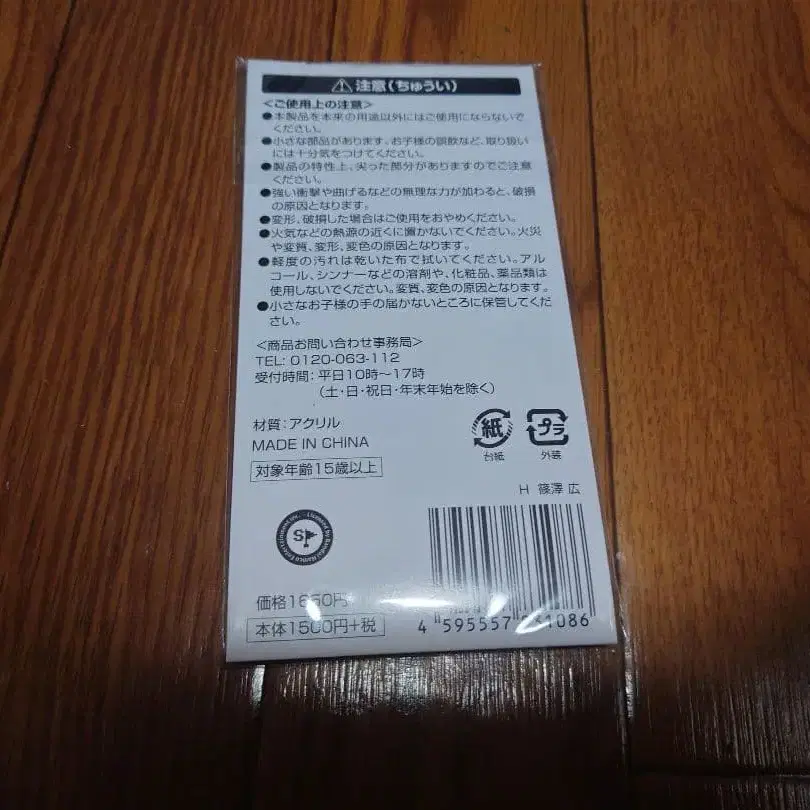 ⚠注意(ちゅうい)
<ご使用上の注意>
●本製品を本来の用途以外にはご使用にならないで
ください。
●小さな部品があります。お子様の誤飲など、取り扱い
には十分気をつけてください。
●製品の特性上、尖った部分がありますのでご注意
ください。
●強い衝撃や曲げるなどの無理な力が加わると、破損
の原因となります。
●変形、破損した場合はご使用をおやめください。
●火気などの熱源の近くに置かないでください。火災
や変質、変形、変色の原因となります。
●軽度の汚れは乾いた布で拭いてください。アル
コール、シンナーなどの溶剤や、化粧品、薬品類は
使用しないでください。変質、変色の原因となります。
●小さなお子様の手の届かないところに保管してくだ
さい。
<商品お問い合わせ事務局>
TEL: 0120-063-112
受付時間:平日10時〜17時
(土・日・祝日・年末年始を除く)
材質:アクリル
MADE IN CHINA
対象年齢15歳以上
紙
台紙
プラ
外装
H 篠澤 広
Licensed by Bandai Namco Entertainment Inc.
S
価格1650円
本体1500円+税
4 595557 1086